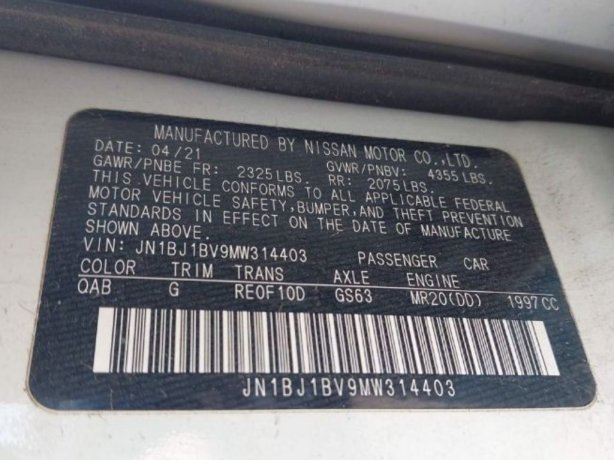 MANUFACTURED BY NISSAN MOTOR CO.,LTD.
DATE: 04/21 GVWR/PNBV: 4355 LBS.
GAWR/PNBE FR: 2325 LBS. RR: 2075 LBS.
THIS VEHICLE CONFORMS TO ALL APPLICABLE FEDERAL
MOTOR VEHICLE SAFETY, BUMPER, AND THEFT PREVENTION
STANDARDS IN EFFECT ON THE DATE OF MANUFACTURE
SHOWN ABOVE.
VIN: JN1BJ1BV9MW314403 PASSENGER CAR
COLOR TRIM TRANS AXLE ENGINE
QAB G RE0F10D GS63 MR20(DD) 1997CC
JN1BJ1BV9MW314403